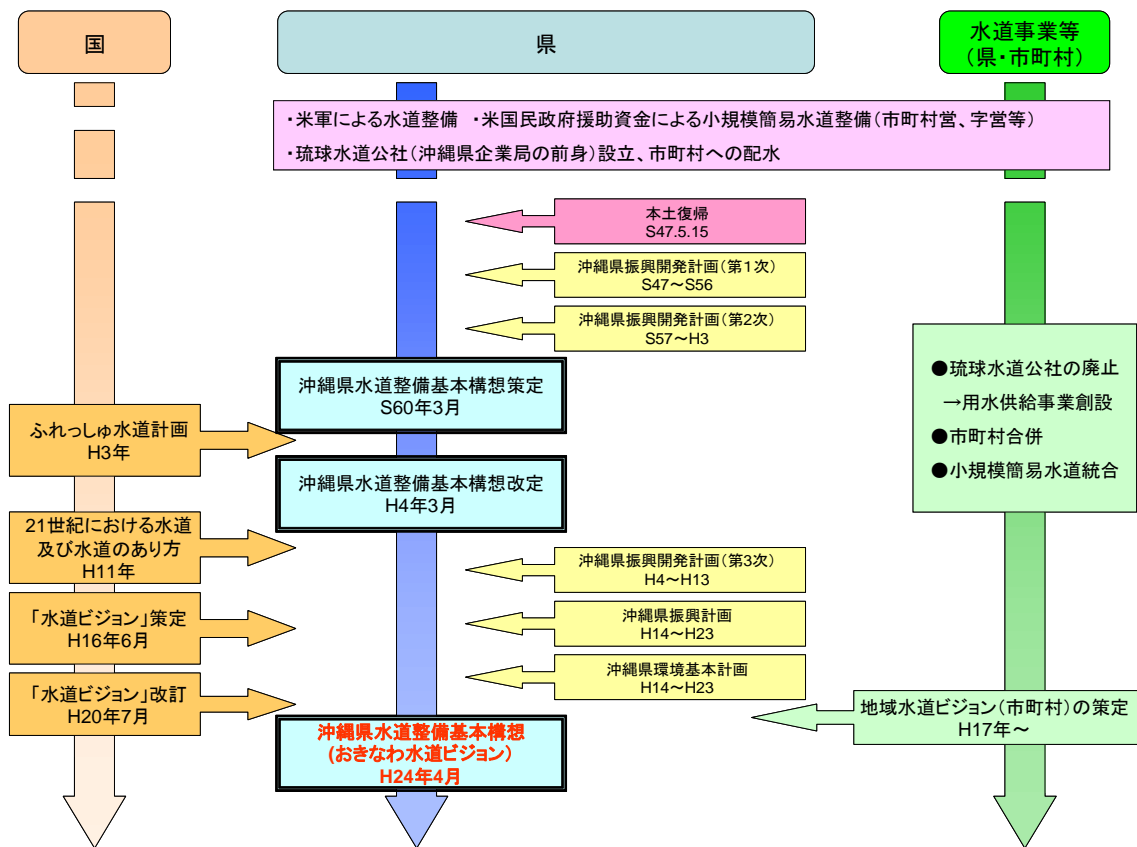 国
県
水道事業等
（県・市町村）
・米軍による水道整備　・米国民政府援助資金による小規模簡易水道整備（市町村営、字営等）
・琉球水道公社（沖縄県企業局の前身）設立、市町村への配水
本土復帰
S47.5.15
沖縄県振興開発計画（第１次）
S47～S56
沖縄県振興開発計画（第2次）
S57～H3
沖縄県水道整備基本構想策定
S60年3月
ふれっしゅ水道計画
H3年
沖縄県水道整備基本構想改定
H4年3月
●琉球水道公社の廃止
→用水供給事業創設
●市町村合併
●小規模簡易水道統合
21世紀における水道
及び水道のあり方
H11年
沖縄県振興開発計画（第3次）
H4～H13
「水道ビジョン」策定
H16年6月
沖縄県振興計画
H14～H23
沖縄県環境基本計画
H14～H23
「水道ビジョン」改訂
H20年7月
地域水道ビジョン（市町村）の策定
H17年～
沖縄県水道整備基本構想
(おきなわ水道ビジョン）
H24年4月